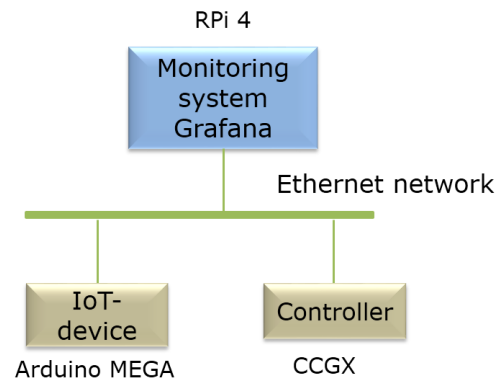 RPi 4
Monitoring
system
Grafana
Ethernet network
IoT-
device
Controller
Arduino MEGA
CCGX